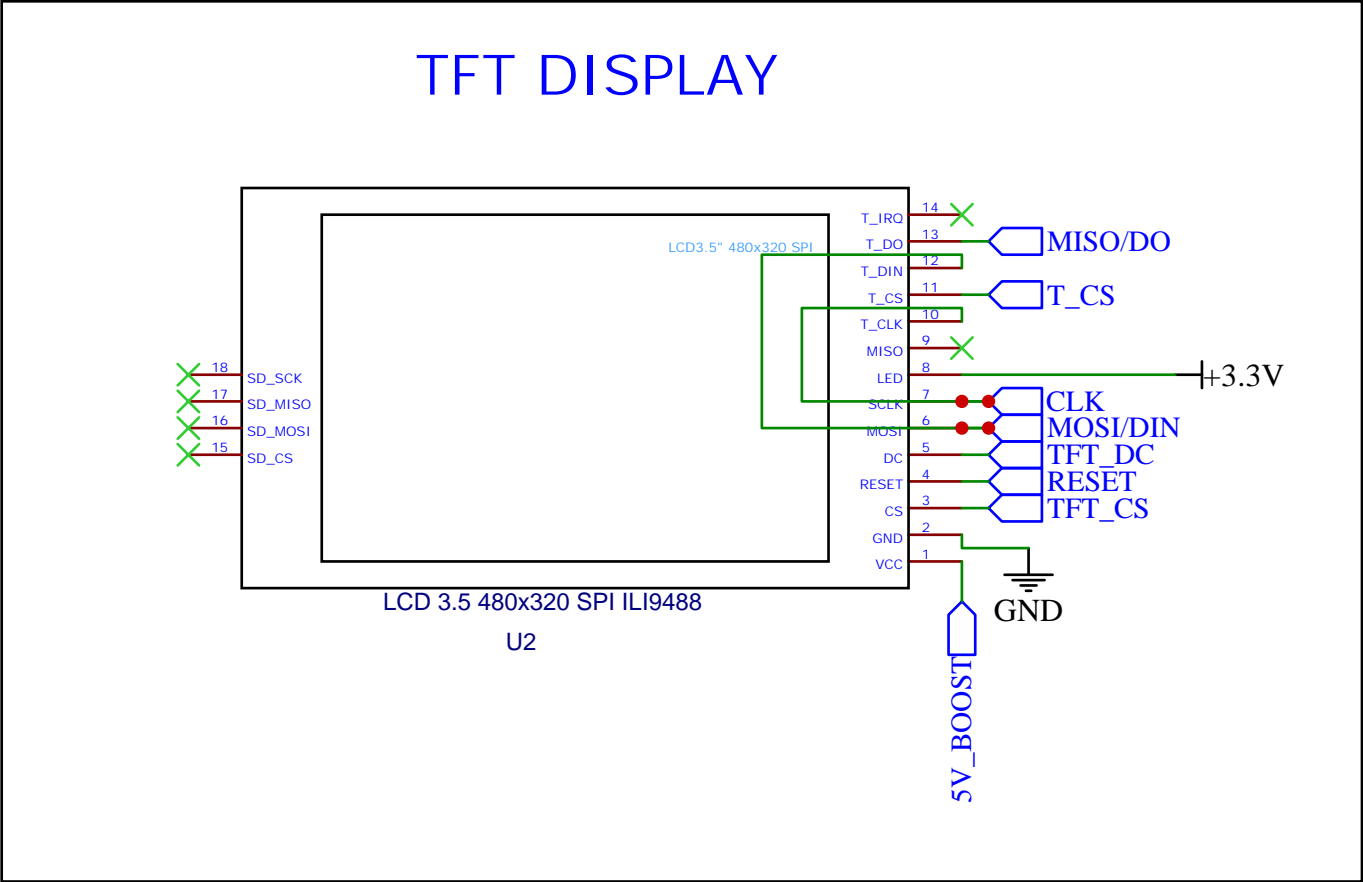 TFT DISPLAY
LCD3.5" 480x320 SPI
T_IRQ 14
T_DO 13 MISO/DO
T_DIN 12
T_CS 11 T_CS
T_CLK 10
MISO 9
LED 8 +3.3V
SCLK 7 CLK
MOSI 6 MOSI/DIN
DC 5 TFT_DC
RESET 4 RESET
CS 3 TFT_CS
GND 2
VCC 1
GND
5V_BOOST
18 SD_SCK
17 SD_MISO
16 SD_MOSI
15 SD_CS
LCD 3.5 480x320 SPI ILI9488
U2